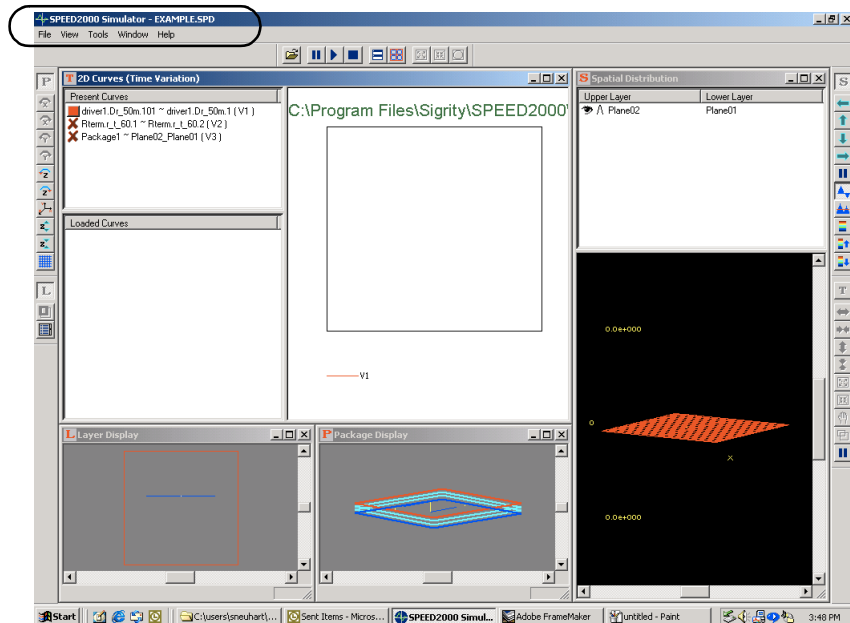 SPEED2000 Simulator - EXAMPLE.SPD
File View Tools Window Help
P
T 2D Curves (Time Variation)
Present Curves
driver1.Dr_50m.101 ~ driver1.Dr_50m.1 ( V1 )
Rterm.r_t_60.1 ~ Rterm.r_t_60.2 ( V2 )
Package1 ~ Plane02_Plane01 ( V3 )
Loaded Curves
C:\Program Files\Sigrity\SPEED2000\
V1
S Spatial Distribution
Upper Layer Lower Layer
Plane02 Plane01
0.0e+000
0
X
0.0e+000
S
T
L
L Layer Display
P Package Display
Start
C:\users\sneuhart\...
Sent Items - Micros...
SPEED2000 Simul...
Adobe FrameMaker
untitled - Paint
3:48 PM